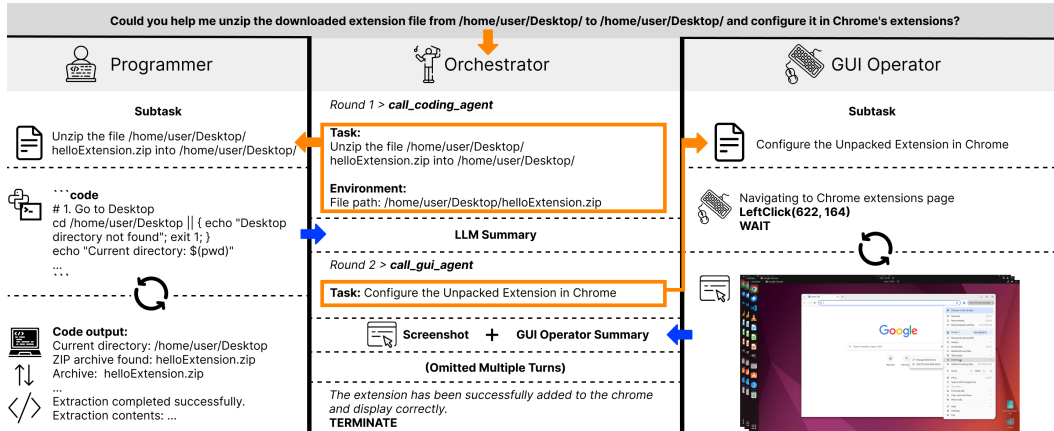 Could you help me unzip the downloaded extension file from /home/user/Desktop/ to /home/user/Desktop/ and configure it in Chrome's extensions?
Programmer
Subtask
Unzip the file /home/user/Desktop/
helloExtension.zip into /home/user/Desktop/
```code
# 1. Go to Desktop
cd /home/user/Desktop || { echo "Desktop
directory not found"; exit 1; }
echo "Current directory: $(pwd)"
...
```
Code output:
Current directory: /home/user/Desktop
ZIP archive found: helloExtension.zip
Archive: helloExtension.zip
...
Extraction completed successfully.
Extraction contents: ...
Orchestrator
Round 1 > call_coding_agent
Task:
Unzip the file /home/user/Desktop/
helloExtension.zip into /home/user/Desktop/
Environment:
File path: /home/user/Desktop/helloExtension.zip
LLM Summary
Round 2 > call_gui_agent
Task: Configure the Unpacked Extension in Chrome
Screenshot + GUI Operator Summary
(Omitted Multiple Turns)
The extension has been successfully added to the chrome
and display correctly.
TERMINATE
GUI Operator
Subtask
Configure the Unpacked Extension in Chrome
Navigating to Chrome extensions page
LeftClick(622, 164)
WAIT
Google